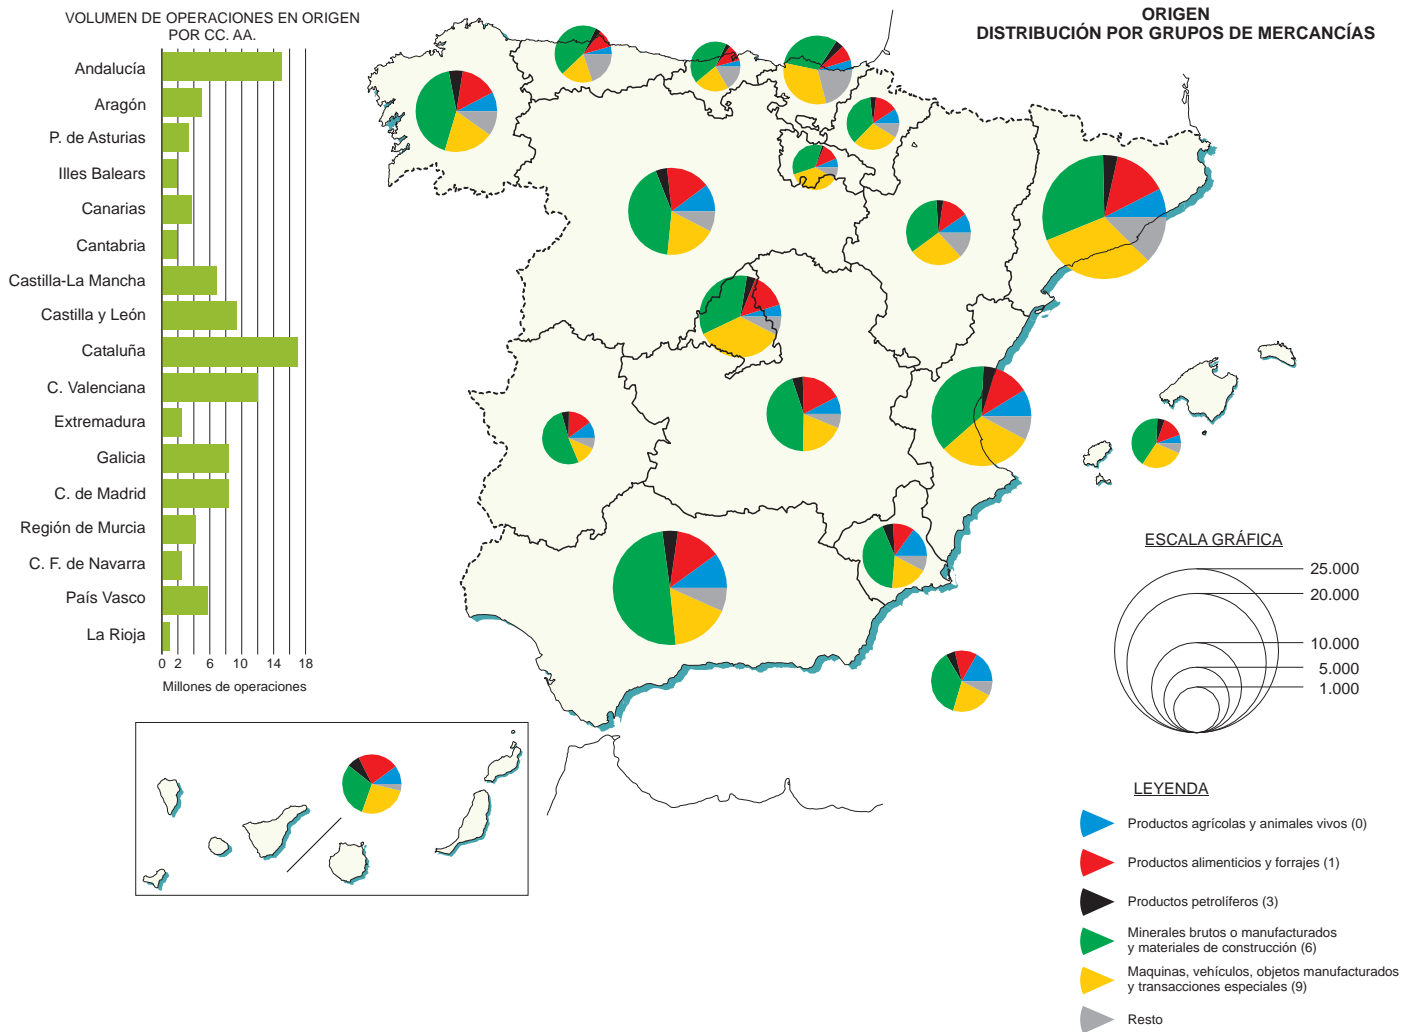 VOLUMEN DE OPERACIONES EN ORIGEN
POR CC. AA.
Andalucía
Aragón
P. de Asturias
Illes Balears
Canarias
Cantabria
Castilla-La Mancha
Castilla y León
Cataluña
C. Valenciana
Extremadura
Galicia
C. de Madrid
Región de Murcia
C. F. de Navarra
País Vasco
La Rioja
0 2 6 10 14 18
Millones de operaciones
ORIGEN
DISTRIBUCIÓN POR GRUPOS DE MERCANCÍAS
ESCALA GRÁFICA
25.000
20.000
10.000
5.000
1.000
LEYENDA
Productos agrícolas y animales vivos (0)
Productos alimenticios y forrajes (1)
Productos petrolíferos (3)
Minerales brutos o manufacturados
y materiales de construcción (6)
Maquinas, vehículos, objetos manufacturados
y transacciones especiales (9)
Resto